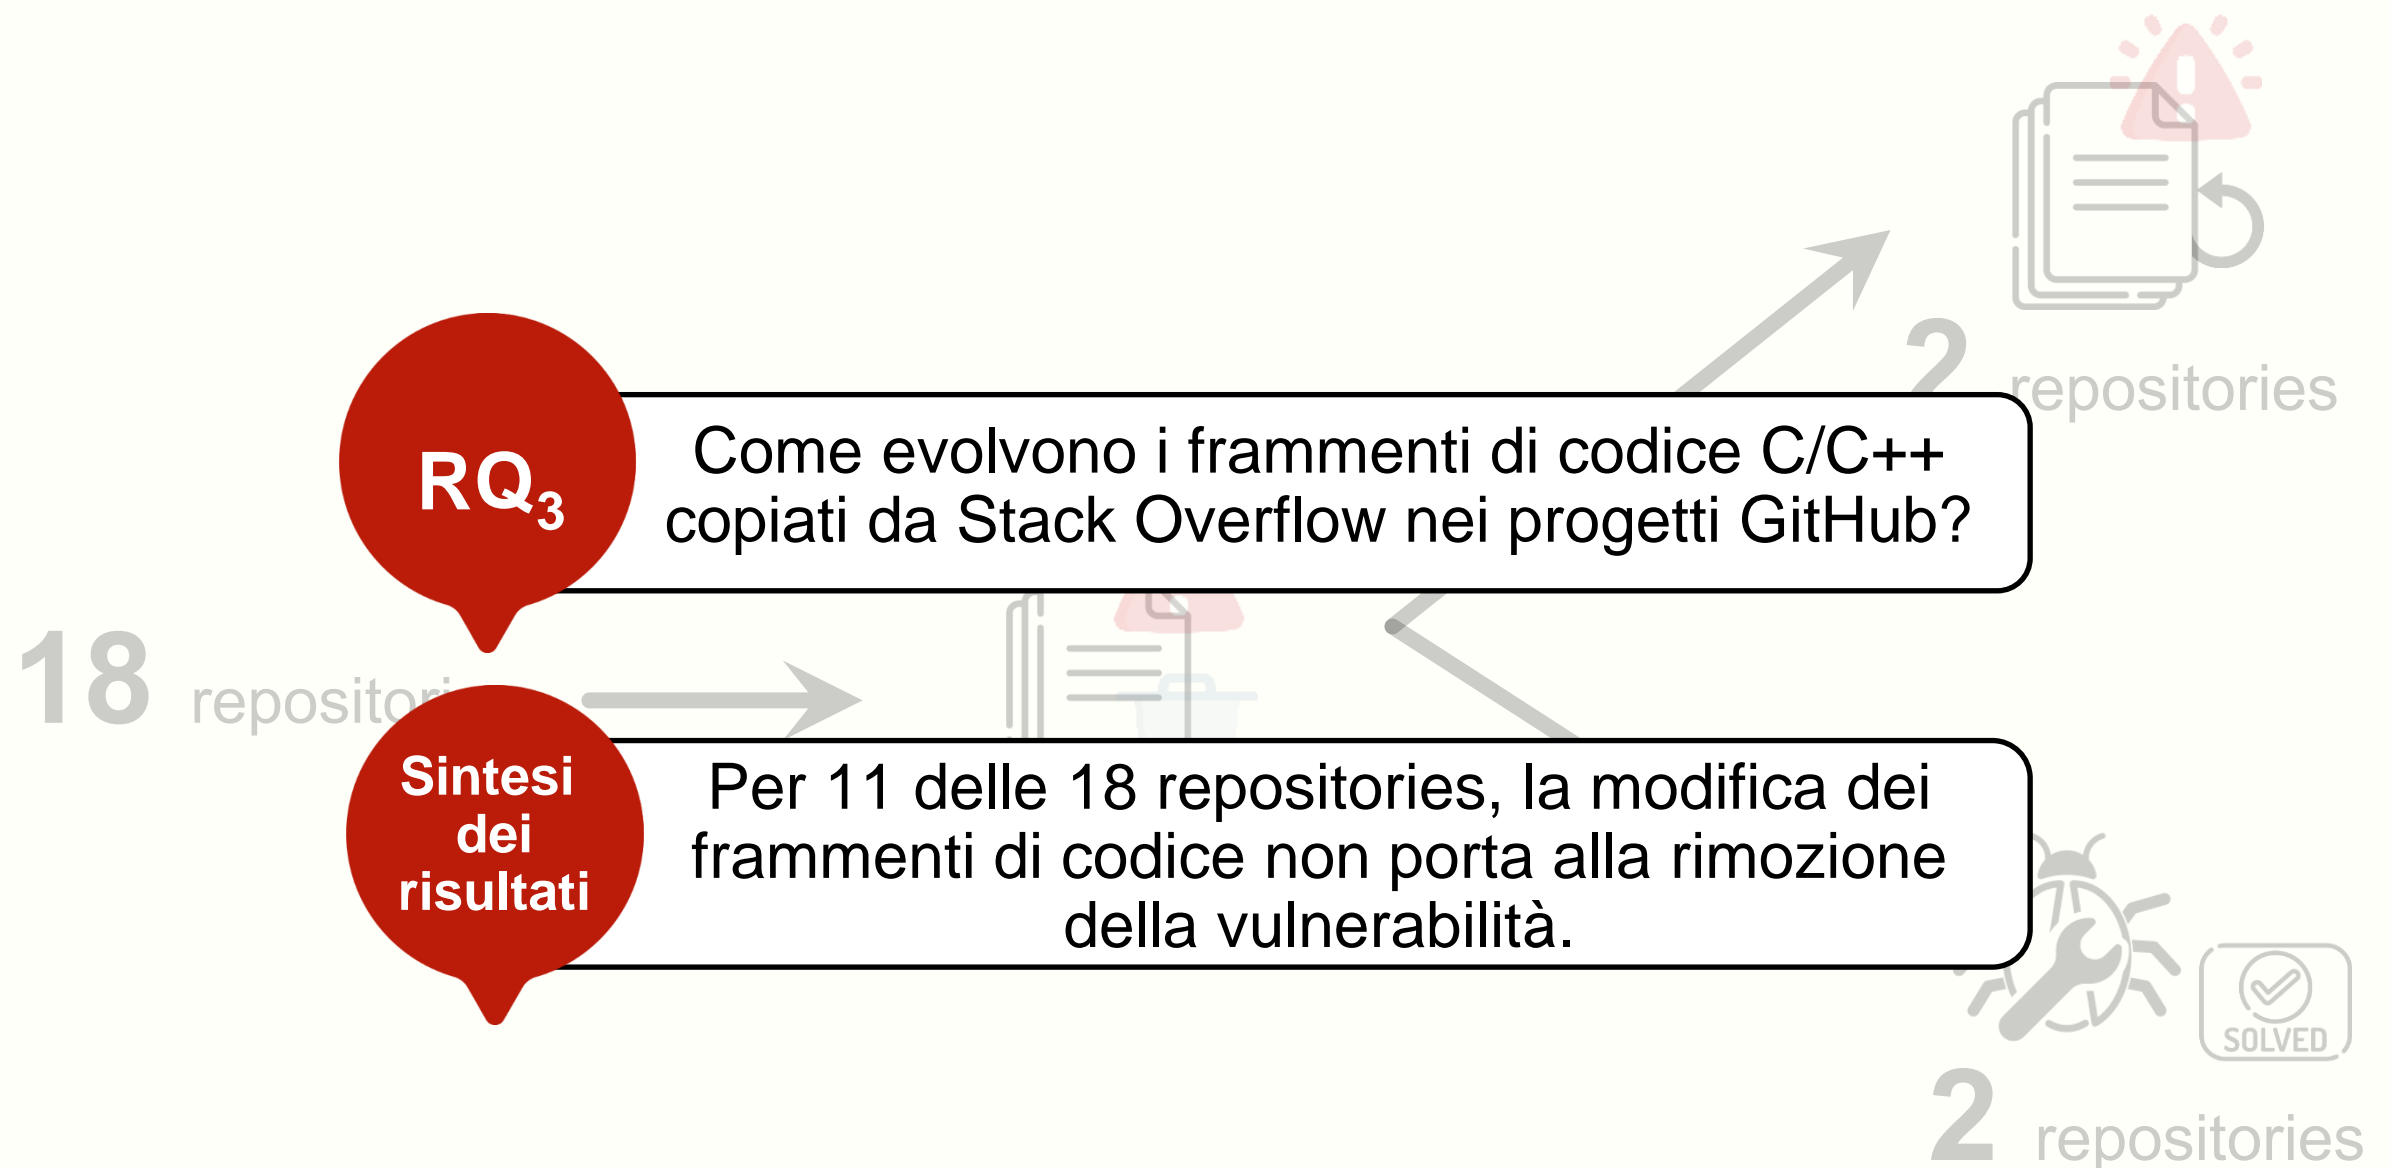 2 repositories
RQ3
Come evolvono i frammenti di codice C/C++
copiati da Stack Overflow nei progetti GitHub?
18
Sintesi
dei
risultati
Per 11 delle 18 repositories, la modifica dei
frammenti di codice non porta alla rimozione
della vulnerabilità.
SOLVED
2 repositories